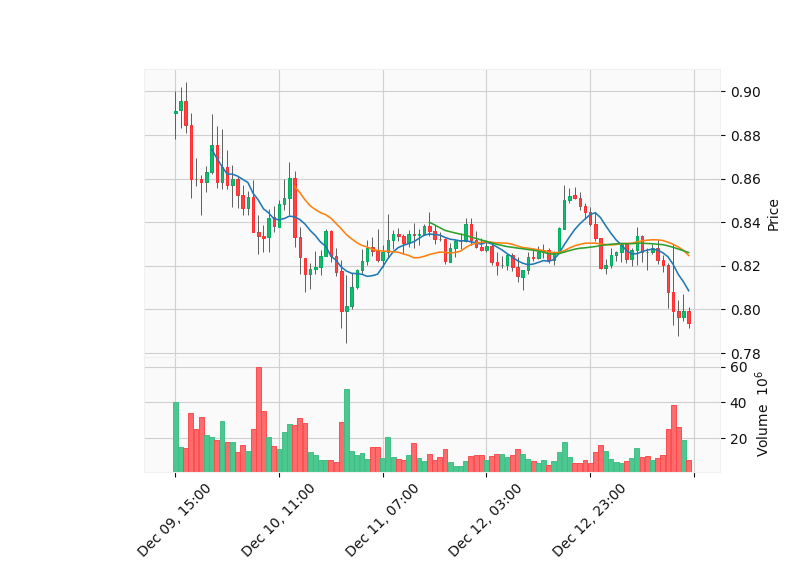 0.90
0.88
0.86
0.84
0.82
0.80
0.78
Price
60
40
20
Volume 10^6
Dec 09, 15:00
Dec 10, 11:00
Dec 11, 07:00
Dec 12, 03:00
Dec 12, 23:00